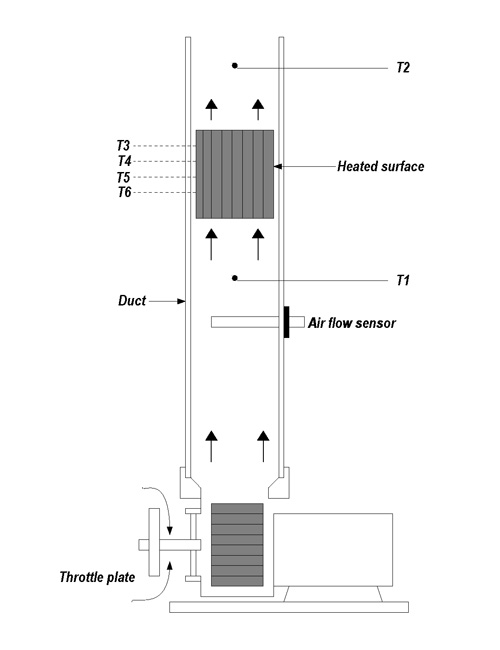 T2
T3
T4
T5
T6
Heated surface
T1
Duct
Air flow sensor
Throttle plate